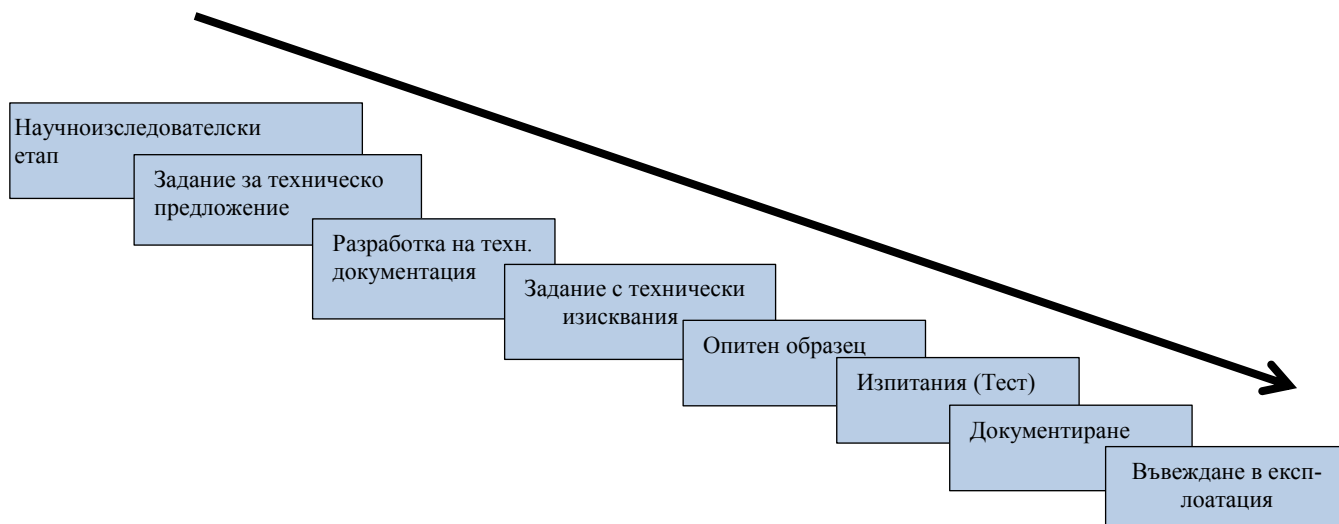 Научноизследователски
етап
Задание за техническо
предложение
Разработка на техн.
документация
Задание с технически
изисквания
Опитен образец
Изпитания (Тест)
Документиране
Въвеждане в експ-
лоатация